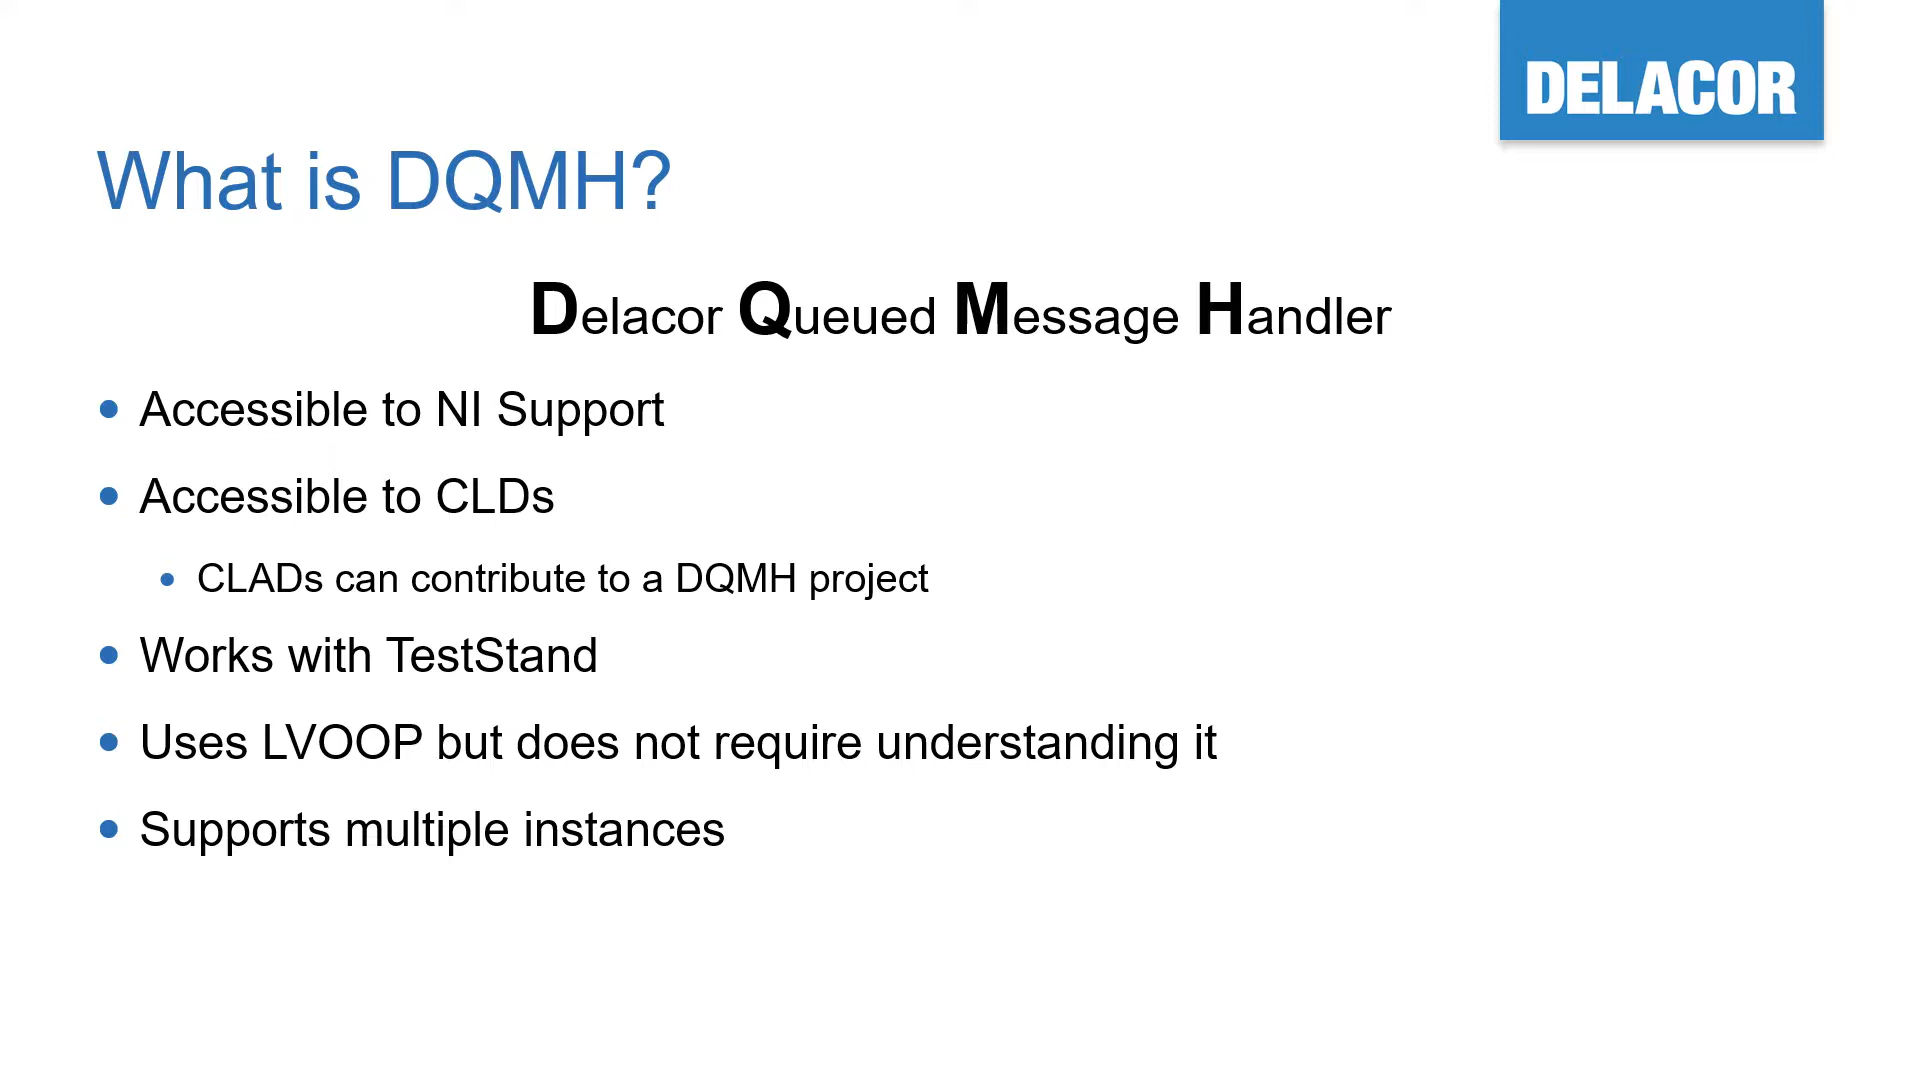 DELACOR
What is DQMH?
Delacor Queued Message Handler
• Accessible to NI Support
• Accessible to CLDs
• CLADs can contribute to a DQMH project
• Works with TestStand
• Uses LVOOP but does not require understanding it
• Supports multiple instances